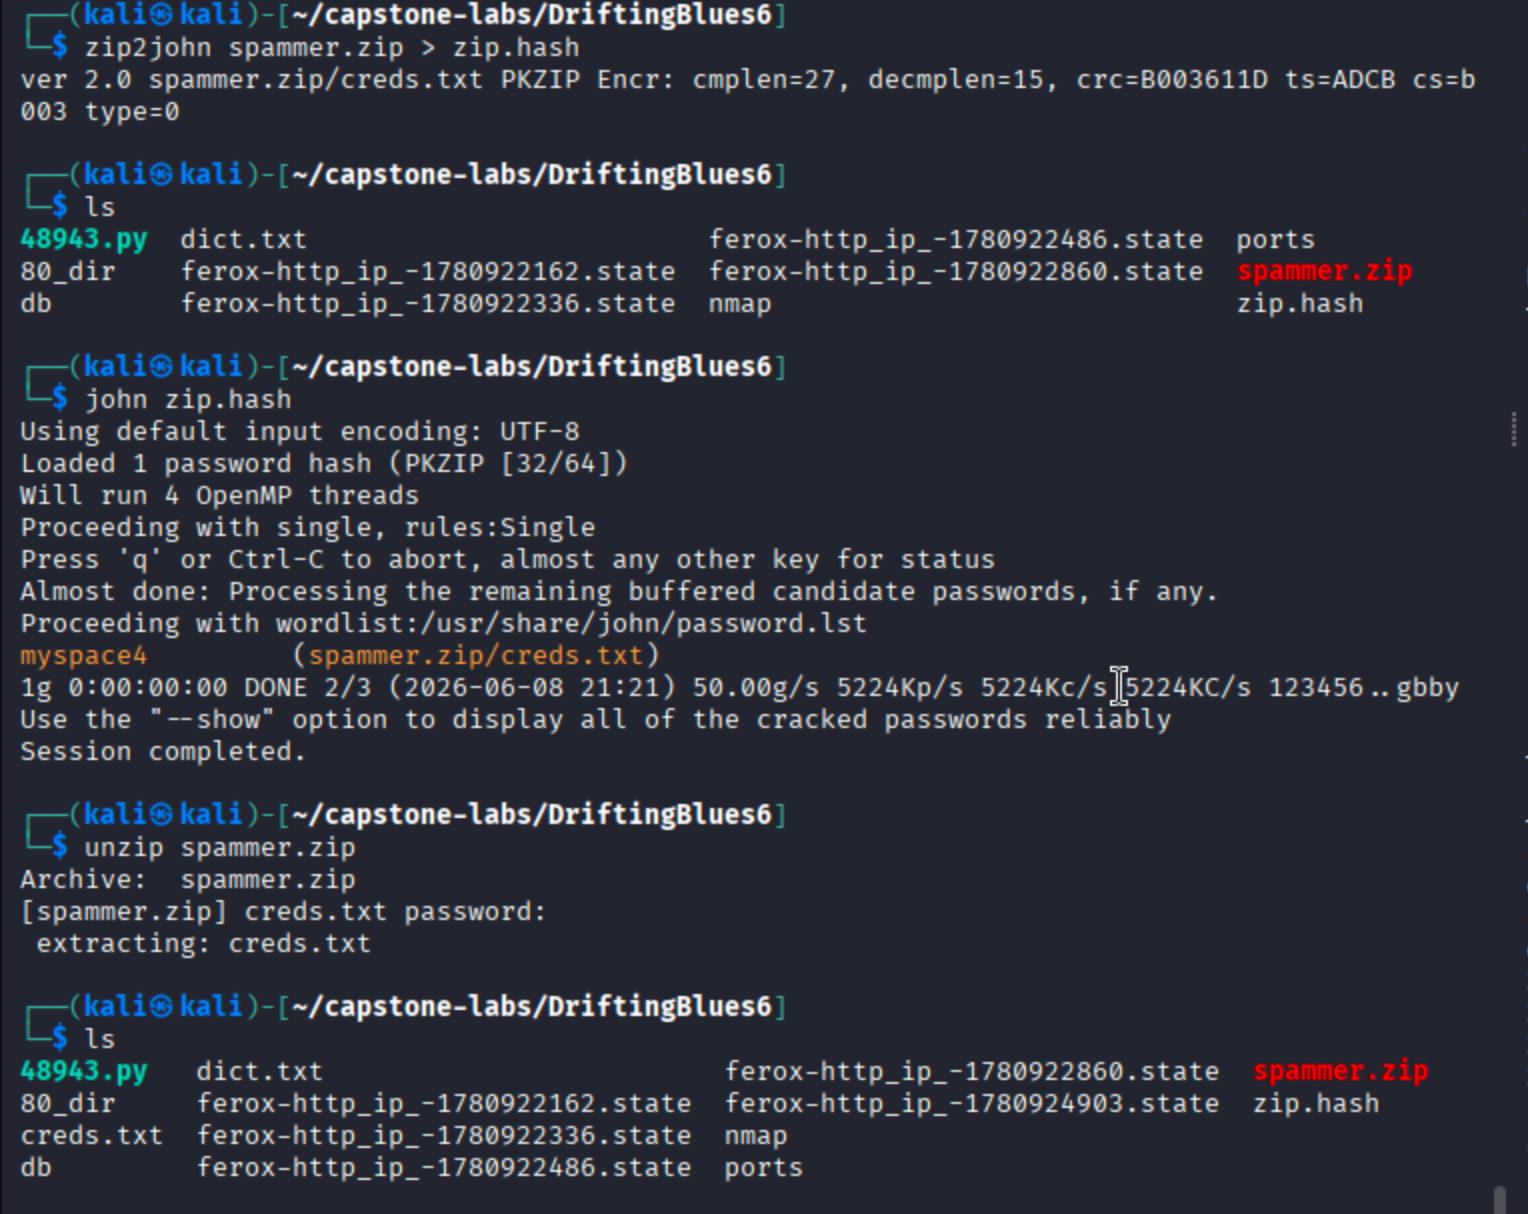 ┌──(kali㉿kali)-[~/capstone-labs/DriftingBlues6]
└─$ zip2john spammer.zip > zip.hash
ver 2.0 spammer.zip/creds.txt PKZIP Encr: cmplen=27, decmplen=15, crc=B003611D ts=ADCB cs=b
003 type=0
┌──(kali㉿kali)-[~/capstone-labs/DriftingBlues6]
└─$ ls
48943.py  dict.txt                         ferox-http_ip_-1780922486.state  ports
80_dir    ferox-http_ip_-1780922162.state  ferox-http_ip_-1780922860.state  spammer.zip
db        ferox-http_ip_-1780922336.state  nmap                             zip.hash
┌──(kali㉿kali)-[~/capstone-labs/DriftingBlues6]
└─$ john zip.hash
Using default input encoding: UTF-8
Loaded 1 password hash (PKZIP [32/64])
Will run 4 OpenMP threads
Proceeding with single, rules:Single
Press 'q' or Ctrl-C to abort, almost any other key for status
Almost done: Processing the remaining buffered candidate passwords, if any.
Proceeding with wordlist:/usr/share/john/password.lst
myspace4         (spammer.zip/creds.txt)
1g 0:00:00:00 DONE 2/3 (2026-06-08 21:21) 50.00g/s 5224Kp/s 5224Kc/s 5224KC/s 123456..gbby
Use the "--show" option to display all of the cracked passwords reliably
Session completed.
┌──(kali㉿kali)-[~/capstone-labs/DriftingBlues6]
└─$ unzip spammer.zip
Archive:  spammer.zip
[spammer.zip] creds.txt password:
 extracting: creds.txt
┌──(kali㉿kali)-[~/capstone-labs/DriftingBlues6]
└─$ ls
48943.py   dict.txt                         ferox-http_ip_-1780922860.state  spammer.zip
80_dir     ferox-http_ip_-1780922162.state  ferox-http_ip_-1780924903.state  zip.hash
creds.txt  ferox-http_ip_-1780922336.state  nmap
db         ferox-http_ip_-1780922486.state  ports